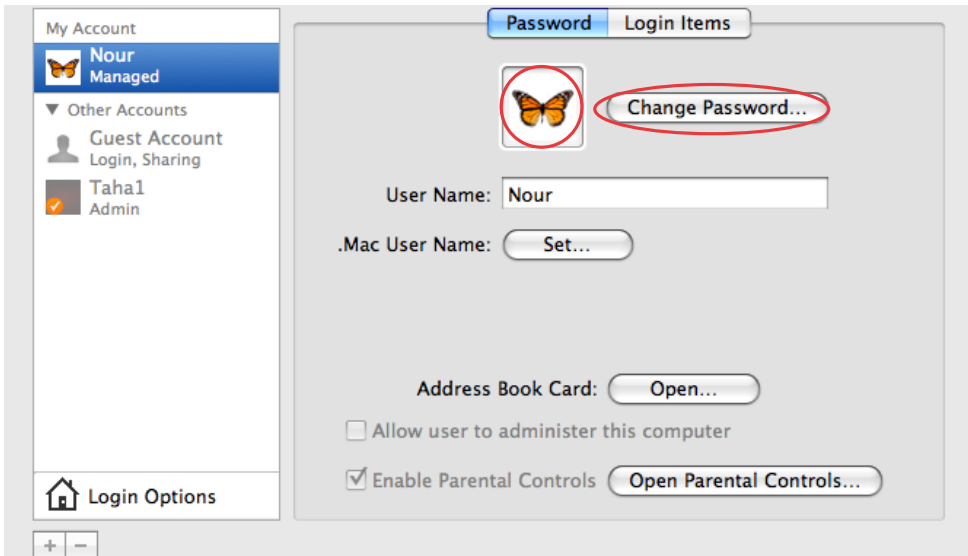 My Account
Nour
Managed
Other Accounts
Guest Account
Login, Sharing
Taha1
Admin
Login Options
+ −
Password Login Items
Change Password...
User Name: Nour
.Mac User Name: Set...
Address Book Card: Open...
Allow user to administer this computer
Enable Parental Controls Open Parental Controls...